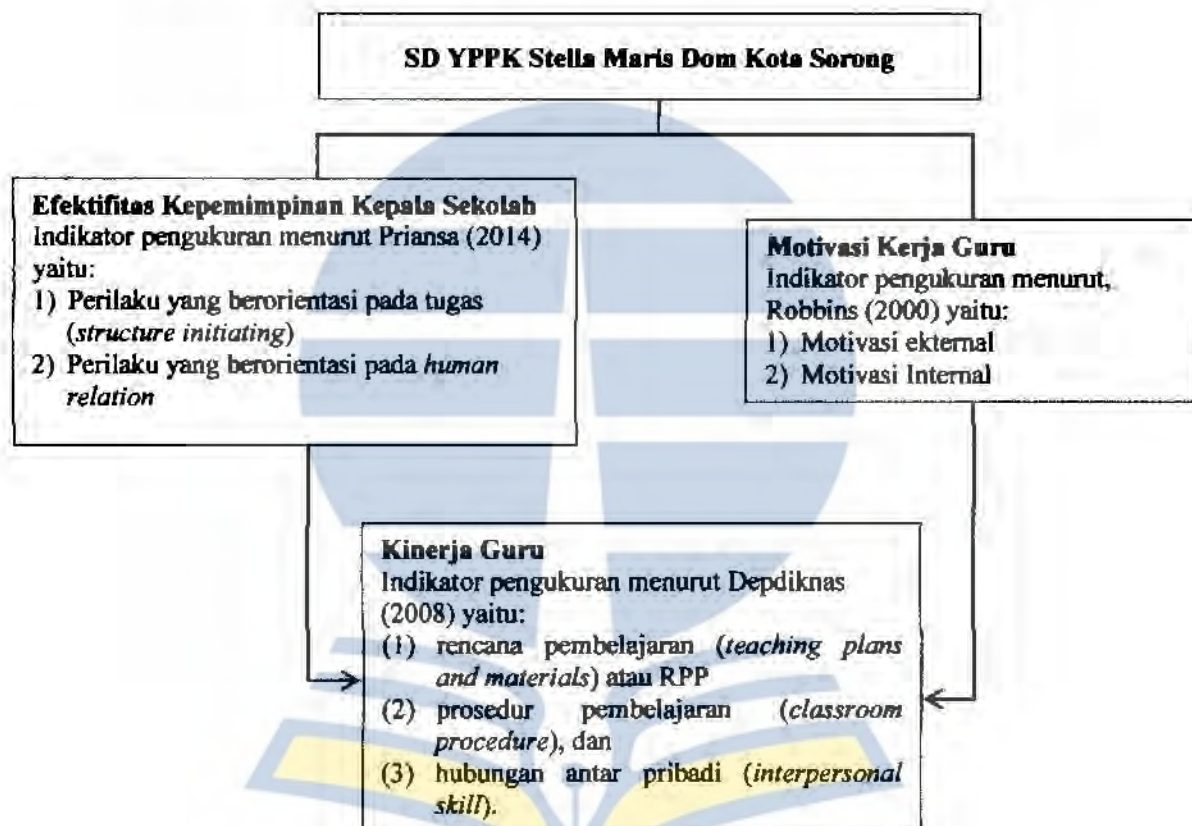 SD YPPK Stella Maris Dom Kota Sorong
Efektifitas Kepemimpinan Kepala Sekolah
Indikator pengukuran menurut Priansa (2014)
yaitu:
1) Perilaku yang berorientasi pada tugas
(structure initiating)
2) Perilaku yang berorientasi pada human
relation
Motivasi Kerja Guru
Indikator pengukuran menurut,
Robbins (2000) yaitu:
1) Motivasi ekternal
2) Motivasi Internal
Kinerja Guru
Indikator pengukuran menurut Depdiknas
(2008) yaitu:
(1) rencana pembelajaran (teaching plans
and materials) atau RPP
(2) prosedur pembelajaran (classroom
procedure), dan
(3) hubungan antar pribadi (interpersonal
skill).